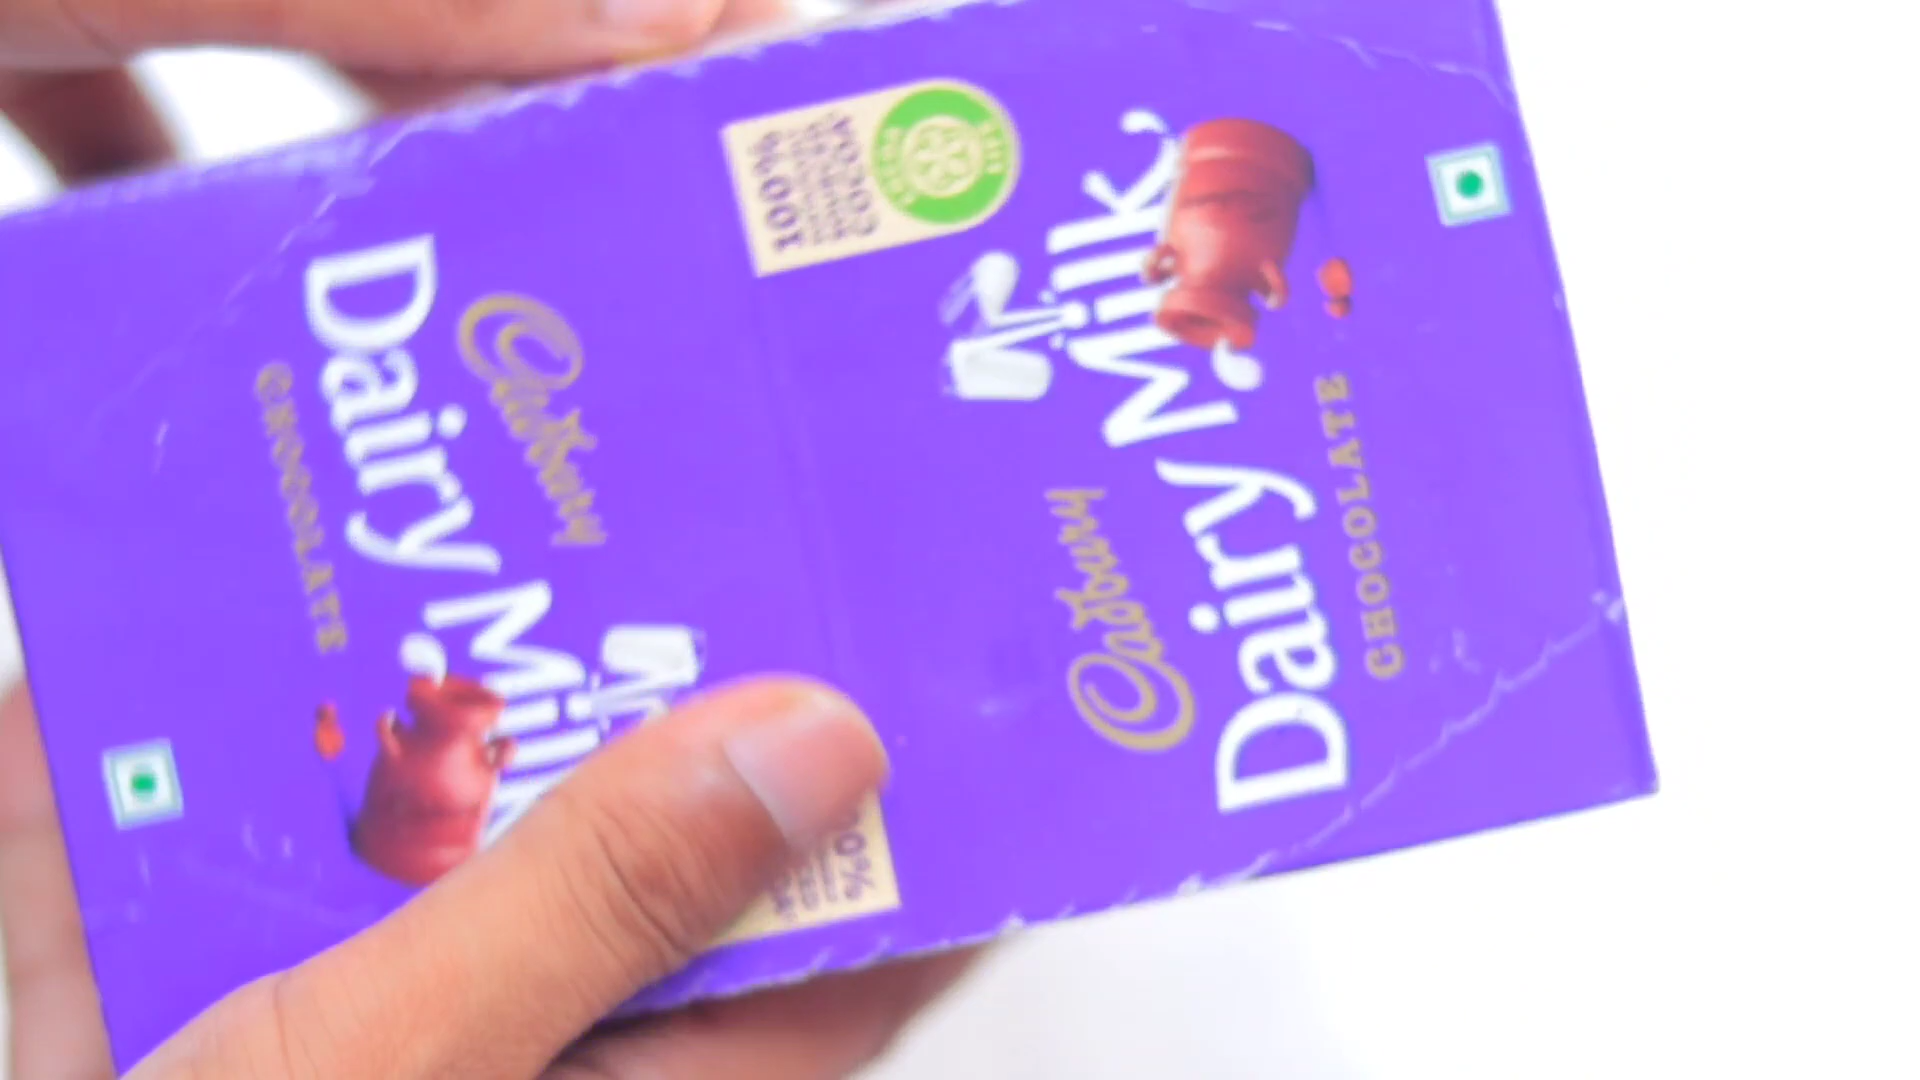 Cadbury
Dairy Milk
CHOCOLATE
100%
COCOA
Cadbury
Dairy Milk
CHOCOLATE